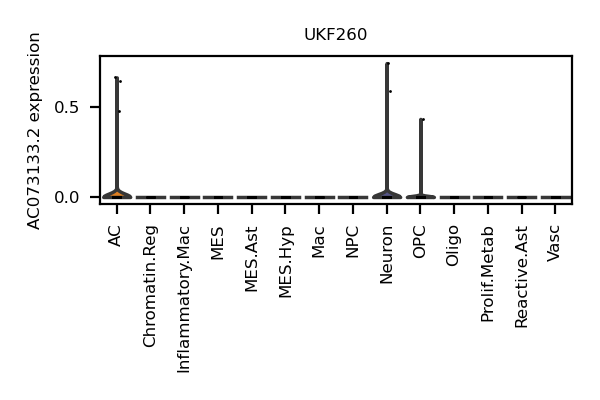 UKF260
AC073133.2 expression
0.5
0.0
AC
Chromatin.Reg
Inflammatory.Mac
MES
MES.Ast
MES.Hyp
Mac
NPC
Neuron
OPC
Oligo
Prolif.Metab
Reactive.Ast
Vasc